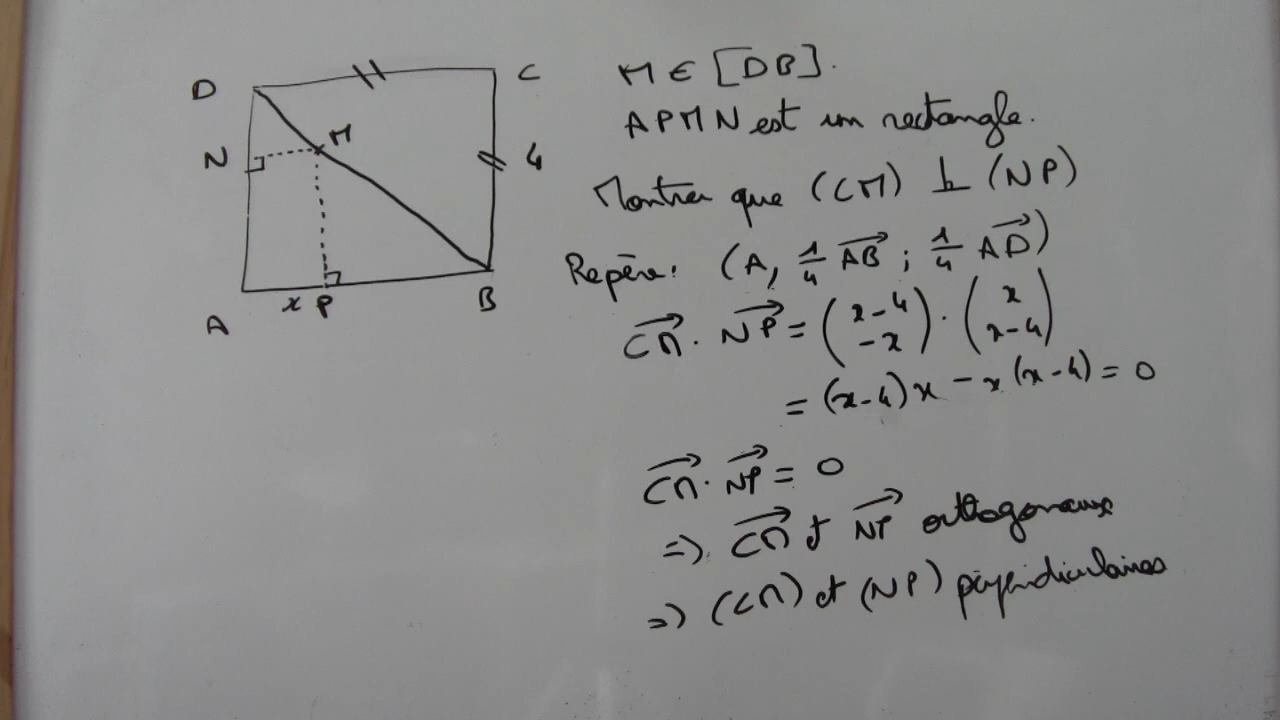 D
C
M
N
4
A
x P
B
M ∈ [DB].
APMN est un rectangle.
Montrer que (CM) ⊥ (NP)
Repère: (A, 1/4 AB→ ; 1/4 AD→)
CM→ . NP→ = (x-4 ; -x) . (x ; x-4)
= (x-4)x - x(x-4) = 0
CM→ . NP→ = 0
=> CM→ et NP→ orthogonaux
=> (CM) et (NP) perpendiculaires